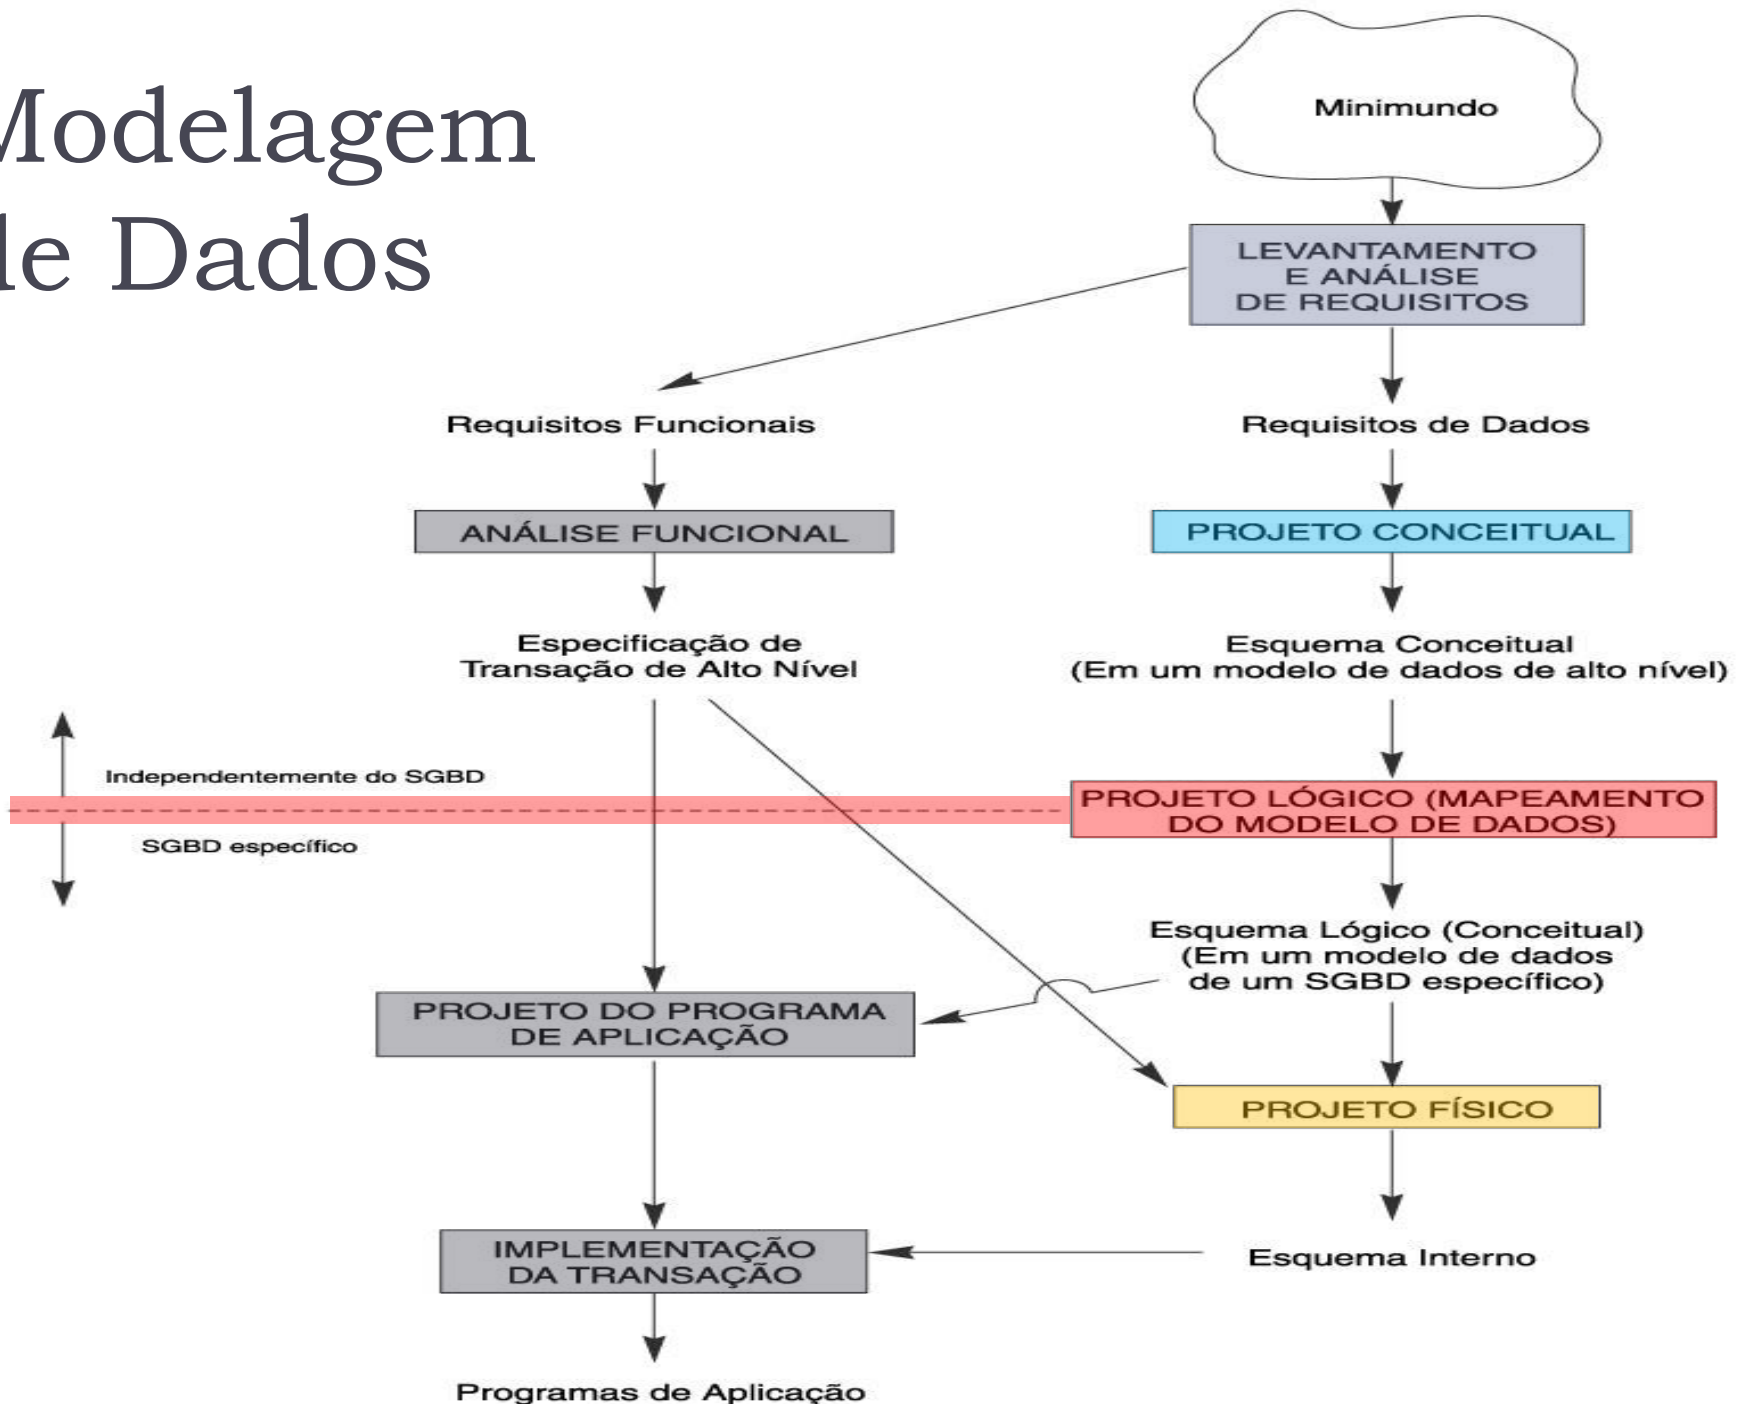 Modelagem
de Dados
Minimundo
LEVANTAMENTO
E ANÁLISE
DE REQUISITOS
Requisitos Funcionais
Requisitos de Dados
ANÁLISE FUNCIONAL
PROJETO CONCEITUAL
Especificação de
Transação de Alto Nível
Esquema Conceitual
(Em um modelo de dados de alto nível)
Independentemente do SGBD
SGBD específico
PROJETO LÓGICO (MAPEAMENTO
DO MODELO DE DADOS)
Esquema Lógico (Conceitual)
(Em um modelo de dados
de um SGBD específico)
PROJETO DO PROGRAMA
DE APLICAÇÃO
PROJETO FÍSICO
IMPLEMENTAÇÃO
DA TRANSAÇÃO
Esquema Interno
Programas de Aplicação